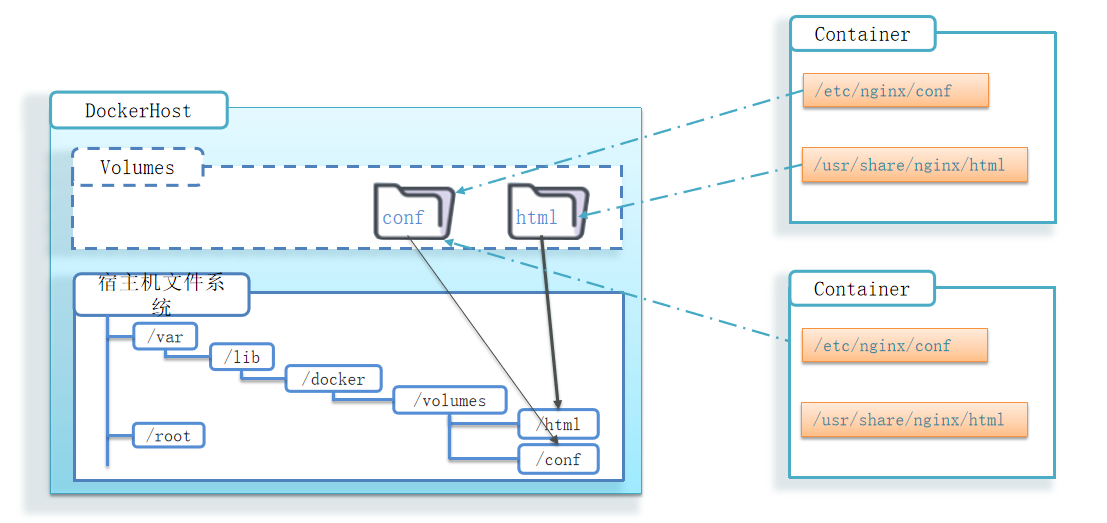 DockerHost
Volumes
conf
html
宿主机文件系
统
/var
/lib
/docker
/volumes
/html
/root
/conf
Container
/etc/nginx/conf
/usr/share/nginx/html
Container
/etc/nginx/conf
/usr/share/nginx/html